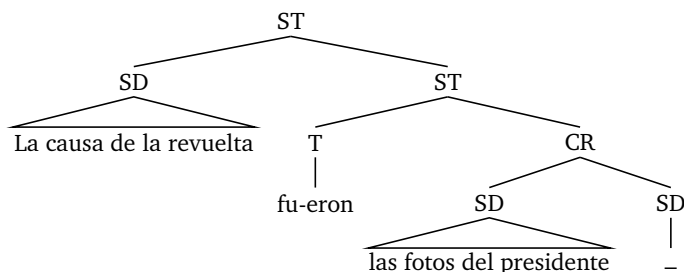 ST
SD ST
La causa de la revuelta T CR
fu-eron SD SD
las fotos del presidente _